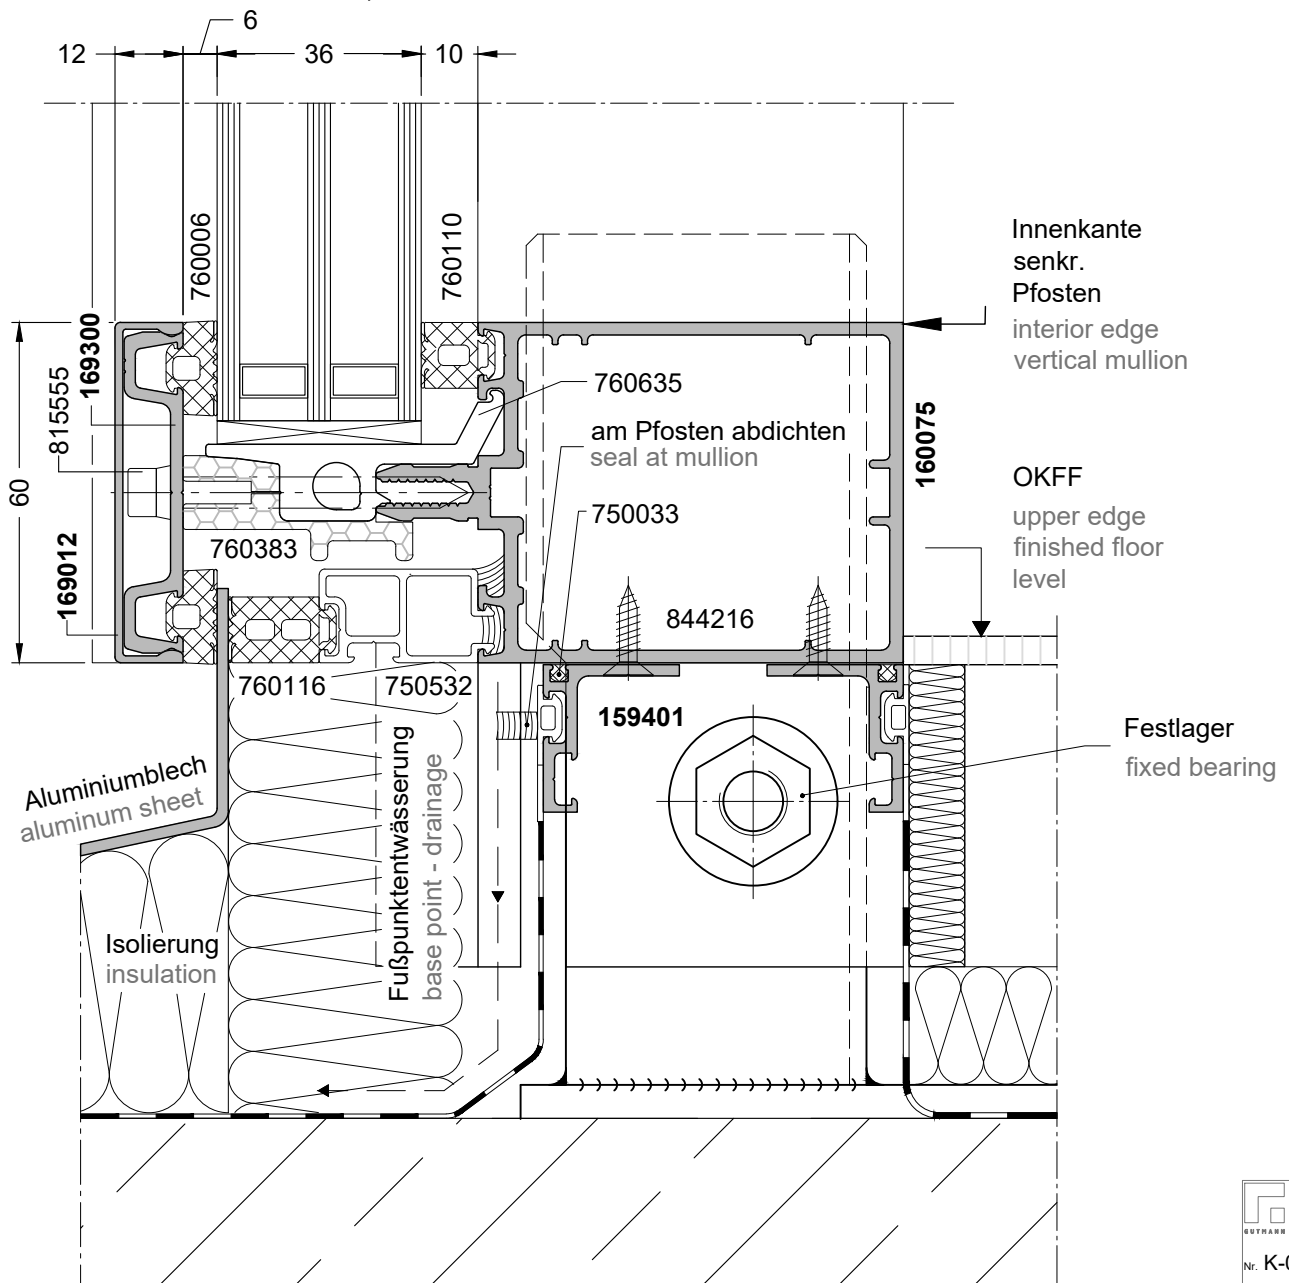 6
12
36
10
760006
760110
Innenkante
senkr.
Pfosten
interior edge
vertical mullion
169300
815555
60
169012
760635
am Pfosten abdichten
seal at mullion
750033
160075
OKFF
upper edge
finished floor
level
760383
844216
760116
750532
159401
Festlager
fixed bearing
Aluminiumblech
aluminum sheet
Fußpunktentwässerung
base point - drainage
Isolierung
insulation
GUTMANN
Nr. K-0